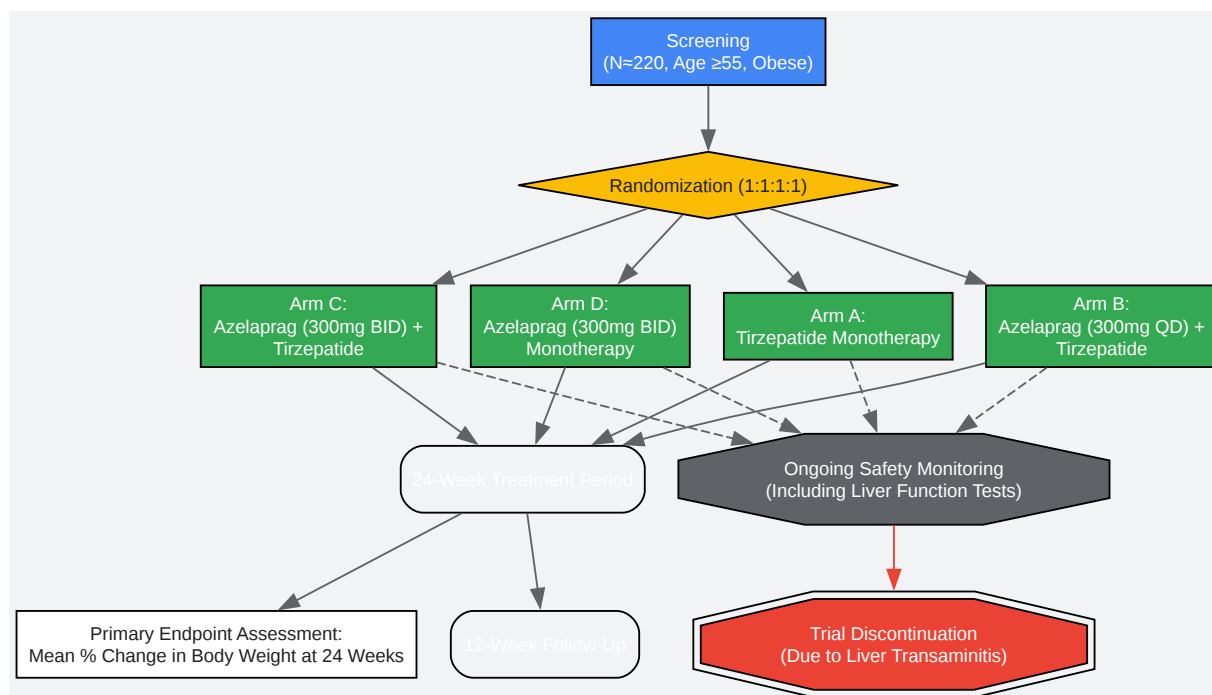 Screening
(N≈220, Age ≥55, Obese)
Randomization (1:1:1:1)
Arm C:
Azelaprag (300mg BID) +
Tirzepatide
Arm D:
Azelaprag (300mg BID)
Monotherapy
Arm A:
Tirzepatide Monotherapy
Arm B:
Azelaprag (300mg QD) +
Tirzepatide
24-Week Treatment Period
Ongoing Safety Monitoring
(Including Liver Function Tests)
Primary Endpoint Assessment:
Mean % Change in Body Weight at 24 Weeks
12-Week Follow-Up
Trial Discontinuation
(Due to Liver Transaminitis)